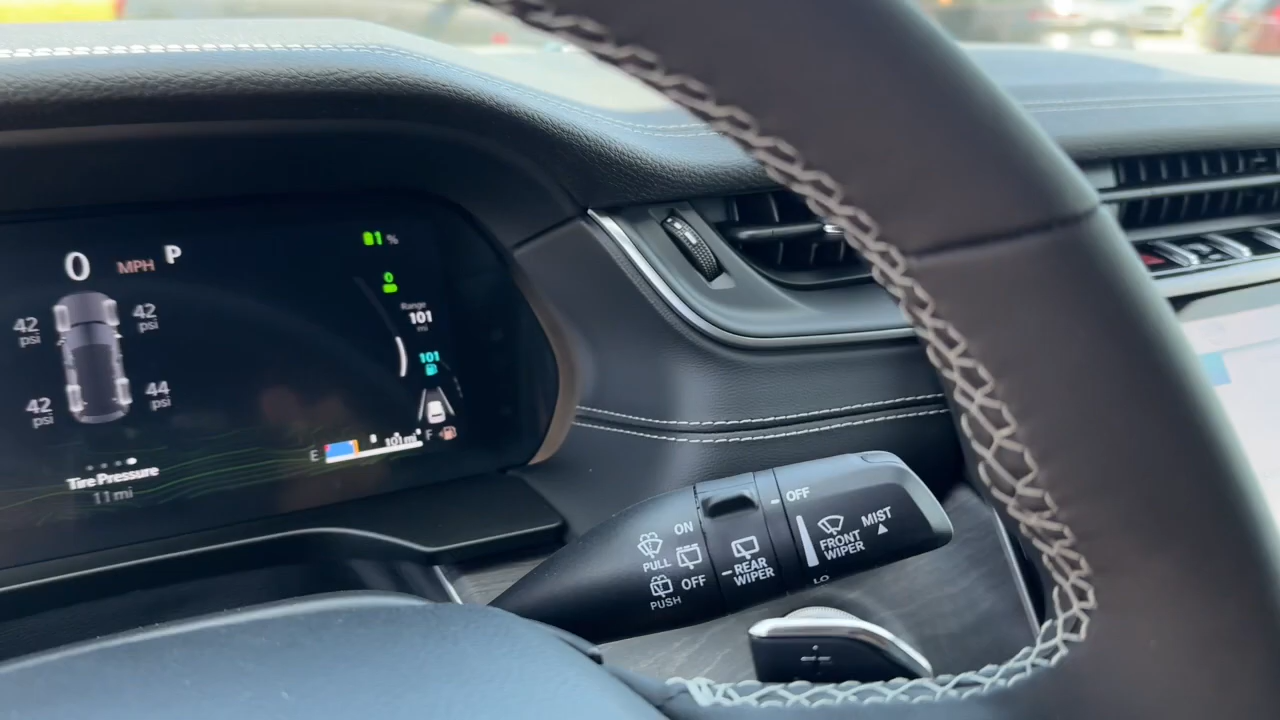 0 MPH P
42 psi
42 psi
42 psi
44 psi
Tire Pressure
11 mi
1 %
Range
101
mi
101
E
101 mi
F
ON
PULL
OFF
PUSH
REAR
WIPER
OFF
FRONT
WIPER
MIST
LO